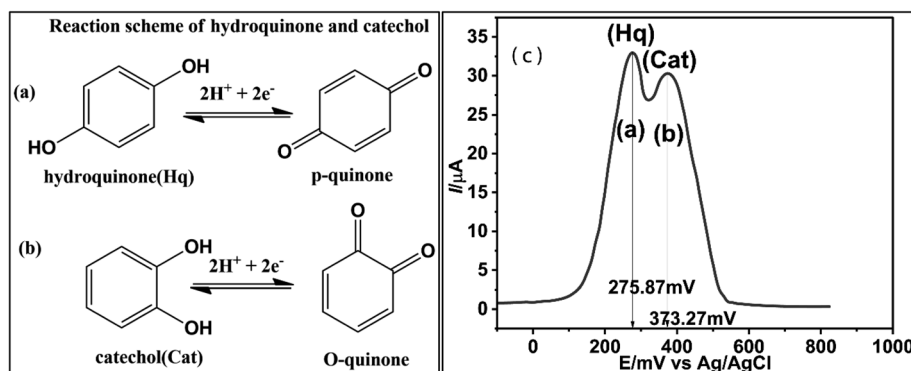 Reaction scheme of hydroquinone and catechol
(a)
OH
HO
2H⁺ + 2e⁻
O
O
hydroquinone(Hq)
p-quinone
(b)
OH
OH
2H⁺ + 2e⁻
O
O
catechol(Cat)
O-quinone
(c)
(Hq)
(Cat)
(a)
(b)
275.87mV
373.27mV
I/µA
35
30
25
20
15
10
5
0
0 200 400 600 800 1000
E/mV vs Ag/AgCl